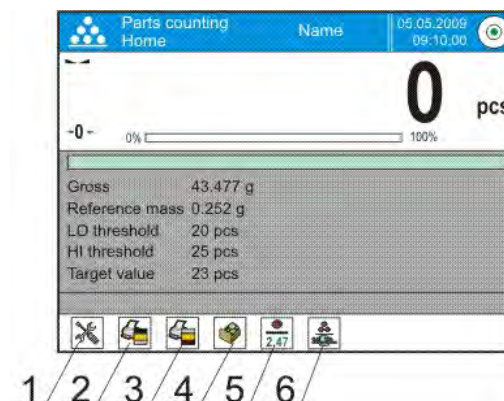 Parts counting Name 05.05.2009
Home 09:10:00
0 pcs
-0- 0% 100%
Gross 43.477 g
Reference mass 0.252 g
LO threshold 20 pcs
HI threshold 25 pcs
Target value 23 pcs
2,47
1 2 3 4 5 6